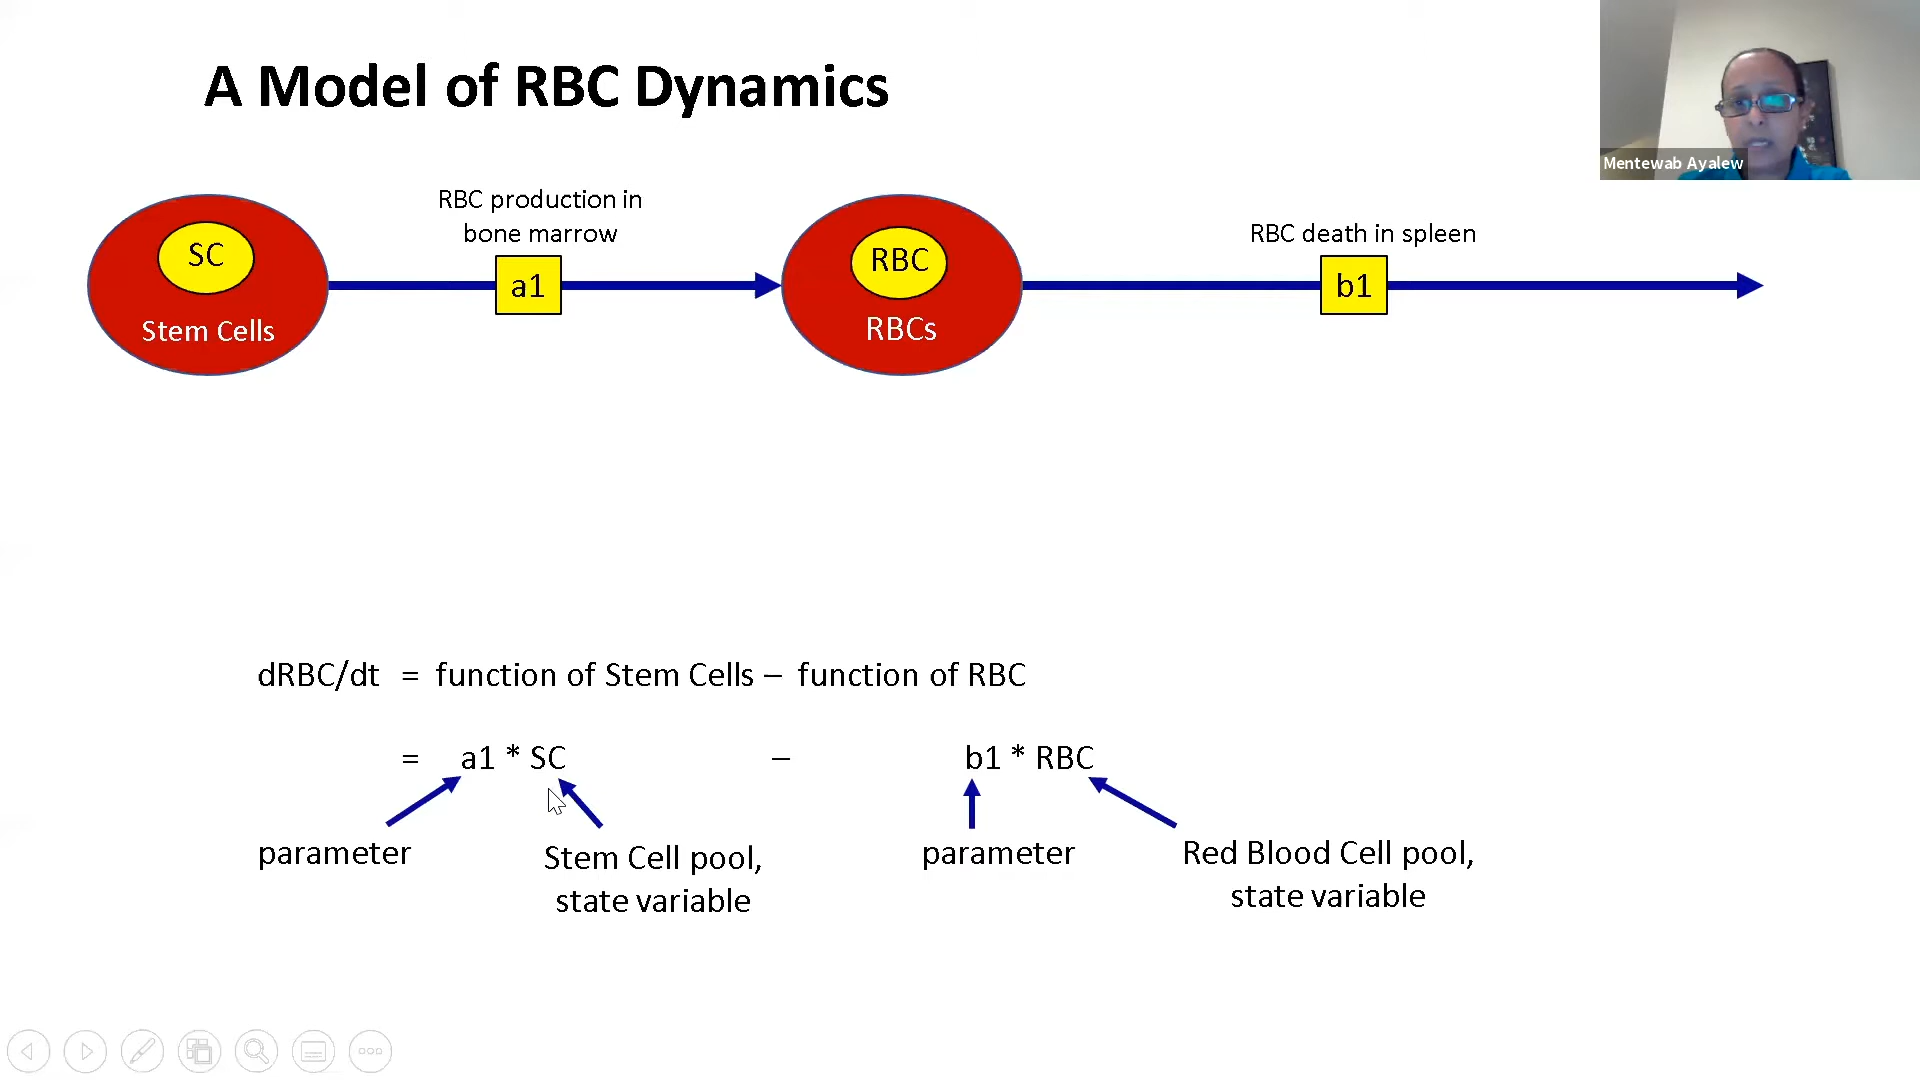 A Model of RBC Dynamics
Mentewab Ayalew
RBC production in
bone marrow
RBC death in spleen
SC
a1
RBC
b1
Stem Cells
RBCs
dRBC/dt = function of Stem Cells – function of RBC
= a1 * SC – b1 * RBC
parameter
Stem Cell pool,
state variable
parameter
Red Blood Cell pool,
state variable